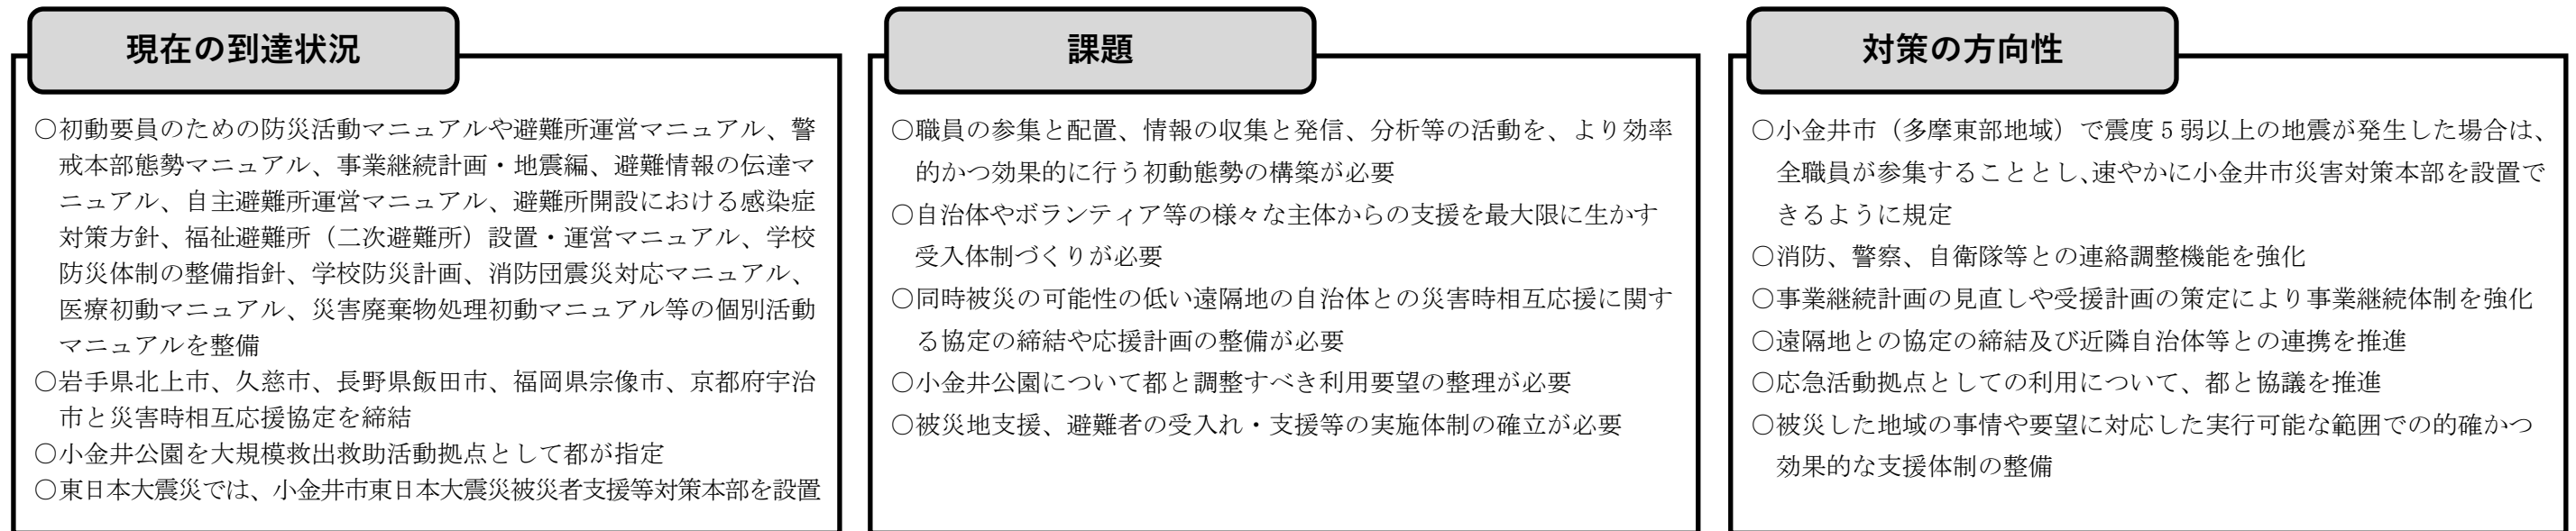 現在の到達状況
○初動要員のための防災活動マニュアルや避難所運営マニュアル、警
戒本部態勢マニュアル、事業継続計画・地震編、避難情報の伝達マ
ニュアル、自主避難所運営マニュアル、避難所開設における感染症
対策方針、福祉避難所（二次避難所）設置・運営マニュアル、学校
防災体制の整備指針、学校防災計画、消防団震災対応マニュアル、
医療初動マニュアル、災害廃棄物処理初動マニュアル等の個別活動
マニュアルを整備
○岩手県北上市、久慈市、長野県飯田市、福岡県宗像市、京都府宇治
市と災害時相互応援協定を締結
○小金井公園を大規模救出救助活動拠点として都が指定
○東日本大震災では、小金井市東日本大震災被災者支援等対策本部を設置
課題
○職員の参集と配置、情報の収集と発信、分析等の活動を、より効率
的かつ効果的に行う初動態勢の構築が必要
○自治体やボランティア等の様々な主体からの支援を最大限に生かす
受入体制づくりが必要
○同時被災の可能性の低い遠隔地の自治体との災害時相互応援に関す
る協定の締結や応援計画の整備が必要
○小金井公園について都と調整すべき利用要望の整理が必要
○被災地支援、避難者の受入れ・支援等の実施体制の確立が必要
対策の方向性
○小金井市（多摩東部地域）で震度 5 弱以上の地震が発生した場合は、
全職員が参集することとし、速やかに小金井市災害対策本部を設置で
きるように規定
○消防、警察、自衛隊等との連絡調整機能を強化
○事業継続計画の見直しや受援計画の策定により事業継続体制を強化
○遠隔地との協定の締結及び近隣自治体等との連携を推進
○応急活動拠点としての利用について、都と協議を推進
○被災した地域の事情や要望に対応した実行可能な範囲での的確かつ
効果的な支援体制の整備